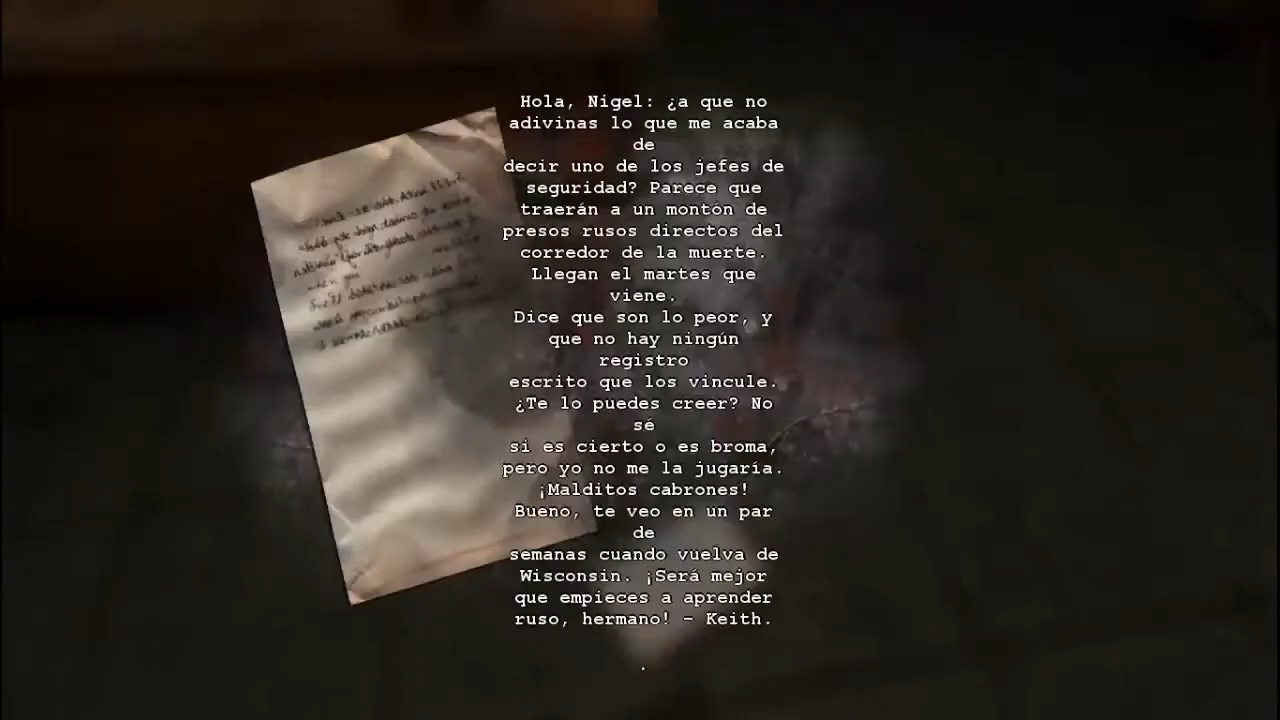 Hola, Nigel: ¿a que no
adivinas lo que me acaba
de
decir uno de los jefes de
seguridad? Parece que
traerán a un montón de
presos rusos directos del
corredor de la muerte.
Llegan el martes que
viene.
Dice que son lo peor, y
que no hay ningún
registro
escrito que los vincule.
¿Te lo puedes creer? No
sé
si es cierto o es broma,
pero yo no me la jugaría.
¡Malditos cabrones!
Bueno, te veo en un par
de
semanas cuando vuelva de
Wisconsin. ¡Será mejor
que empieces a aprender
ruso, hermano! - Keith.
.